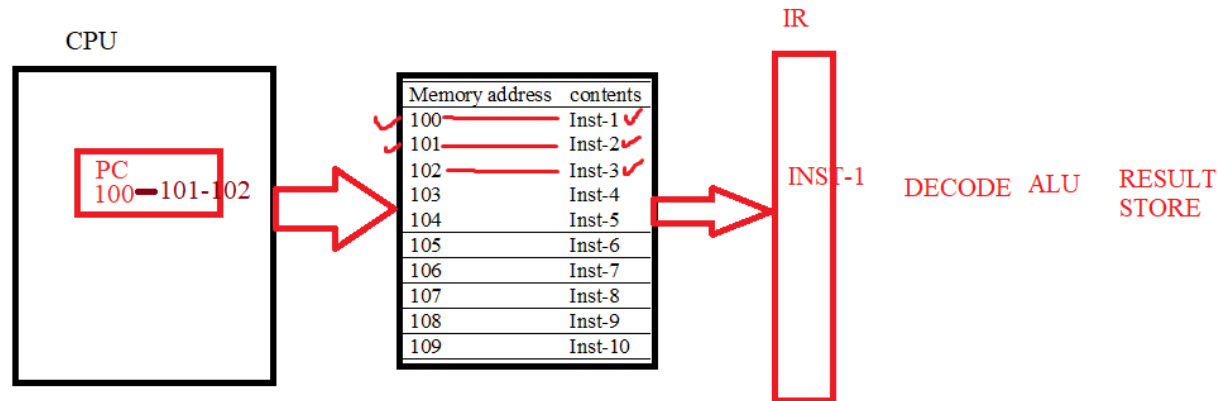 CPU
PC
100-101-102
Memory address contents
100 Inst-1
101 Inst-2
102 Inst-3
103 Inst-4
104 Inst-5
105 Inst-6
106 Inst-7
107 Inst-8
108 Inst-9
109 Inst-10
IR
INST-1
DECODE
ALU
RESULT
STORE